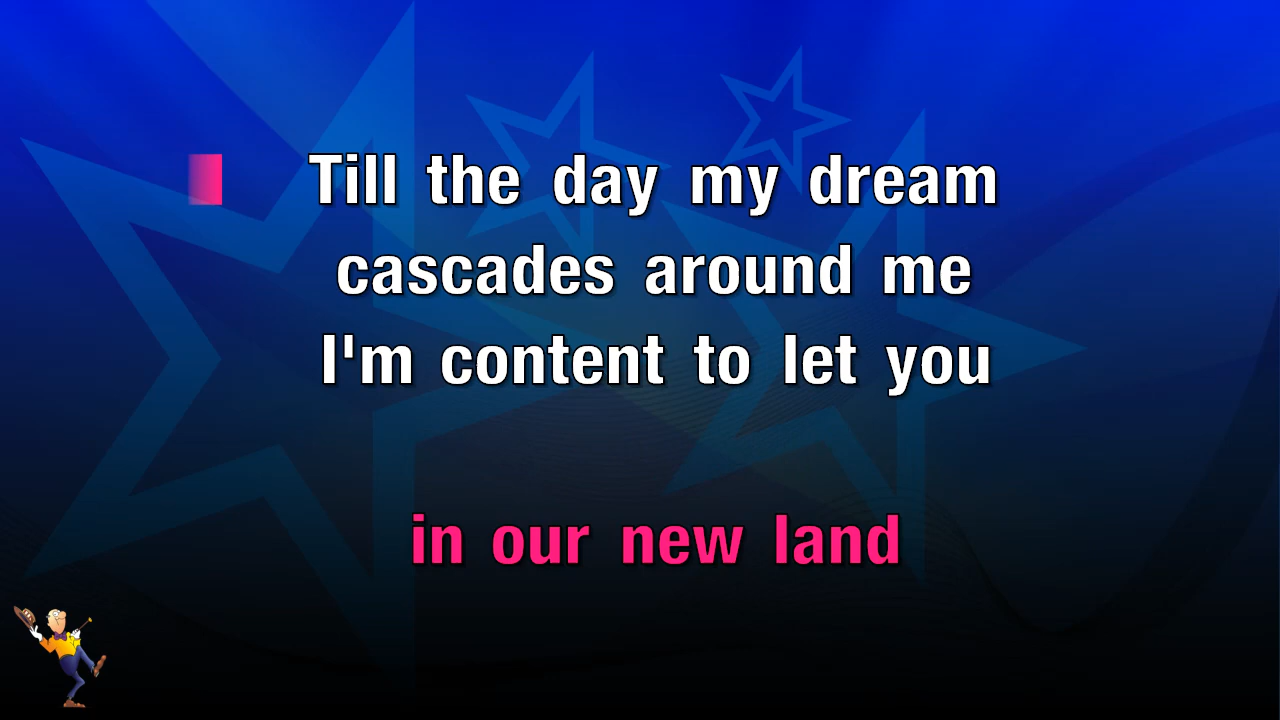 Till the day my dream
cascades around me
I'm content to let you
in our new land